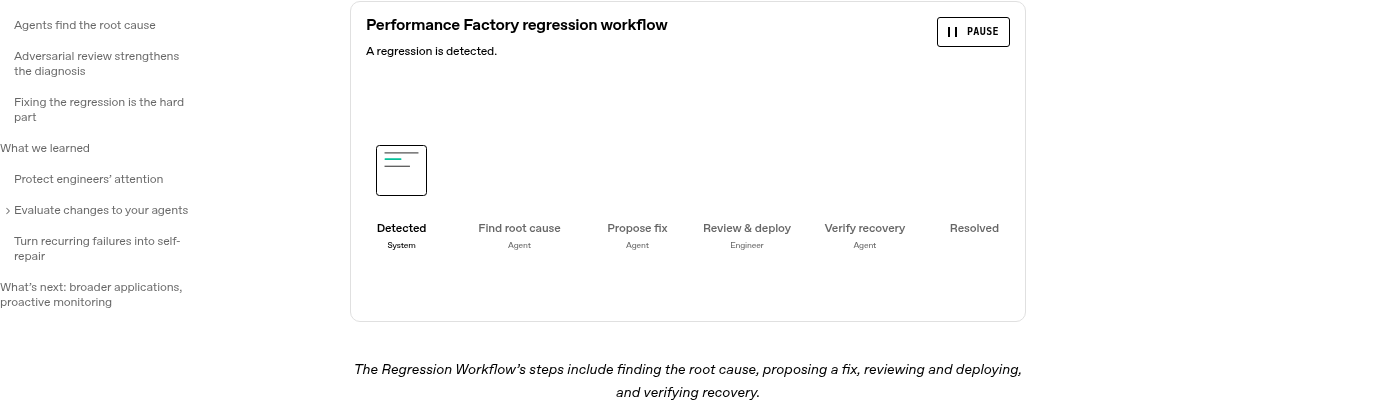 Agents find the root cause
Adversarial review strengthens
the diagnosis
Fixing the regression is the hard
part
What we learned
Protect engineers’ attention
Evaluate changes to your agents
Turn recurring failures into self-
repair
What’s next: broader applications,
proactive monitoring
Performance Factory regression workflow
PAUSE
A regression is detected.
Detected
System
Find root cause
Agent
Propose fix
Agent
Review & deploy
Engineer
Verify recovery
Agent
Resolved
The Regression Workflow’s steps include finding the root cause, proposing a fix, reviewing and deploying,
and verifying recovery.